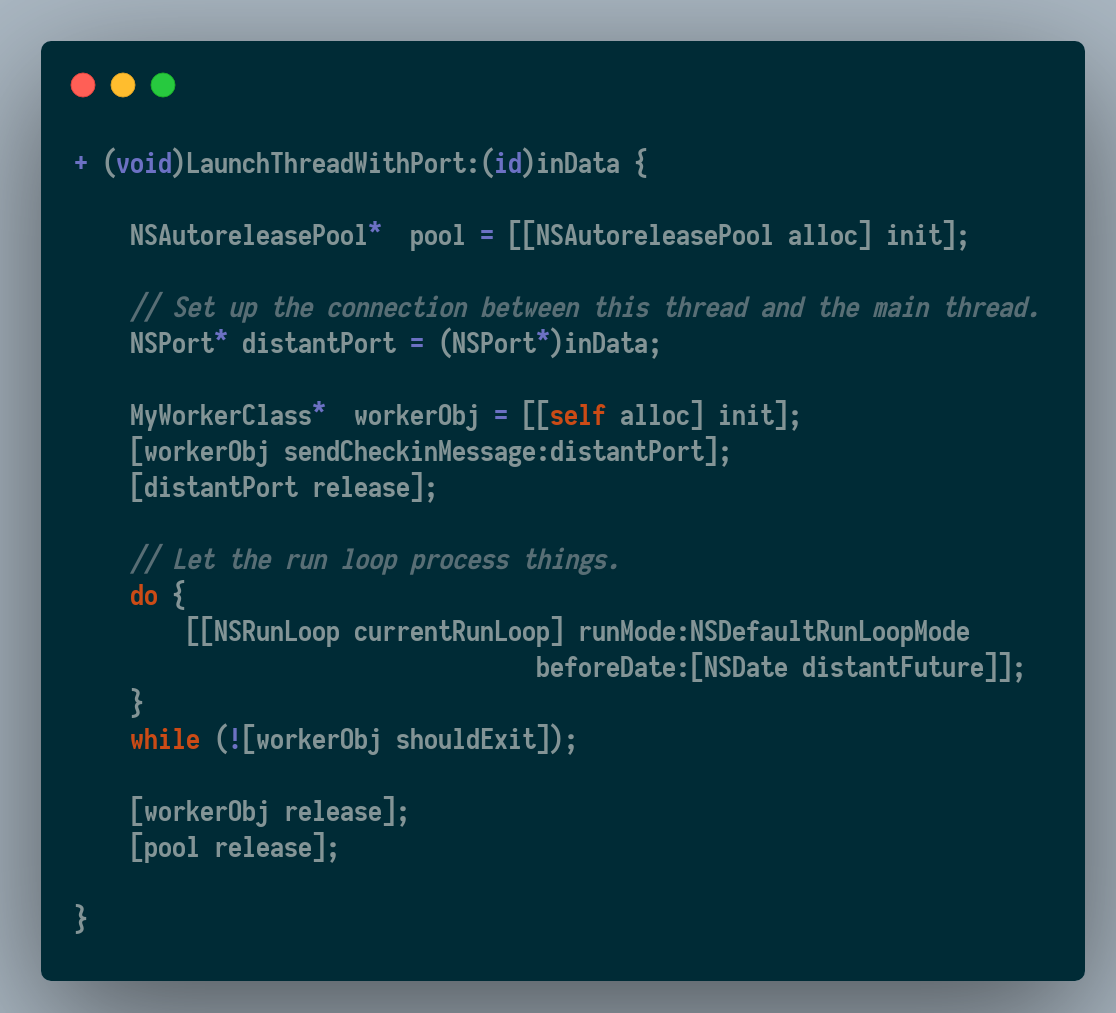 + (void)LaunchThreadWithPort:(id)inData {

    NSAutoreleasePool*  pool = [[NSAutoreleasePool alloc] init];

    // Set up the connection between this thread and the main thread.
    NSPort* distantPort = (NSPort*)inData;

    MyWorkerClass*  workerObj = [[self alloc] init];
    [workerObj sendCheckinMessage:distantPort];
    [distantPort release];

    // Let the run loop process things.
    do {
        [[NSRunLoop currentRunLoop] runMode:NSDefaultRunLoopMode
                                 beforeDate:[NSDate distantFuture]];
    }
    while (![workerObj shouldExit]);

    [workerObj release];
    [pool release];

}